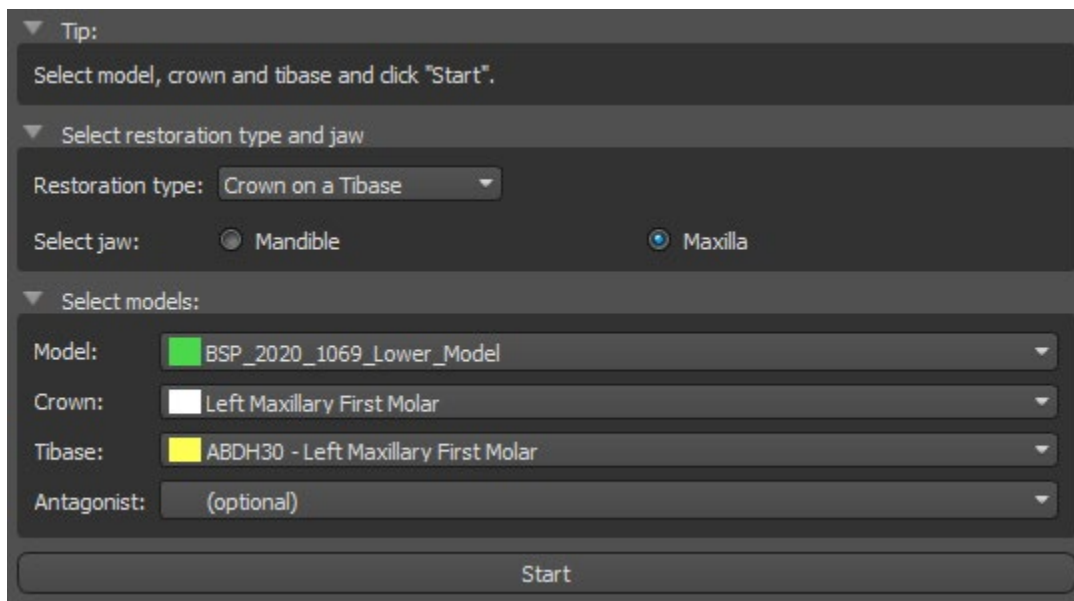 Tip:
Select model, crown and tibase and click "Start".
Select restoration type and jaw
Restoration type: Crown on a Tibase
Select jaw: Mandible Maxilla
Select models:
Model: BSP_2020_1069_Lower_Model
Crown: Left Maxillary First Molar
Tibase: ABDH30 - Left Maxillary First Molar
Antagonist: (optional)
Start